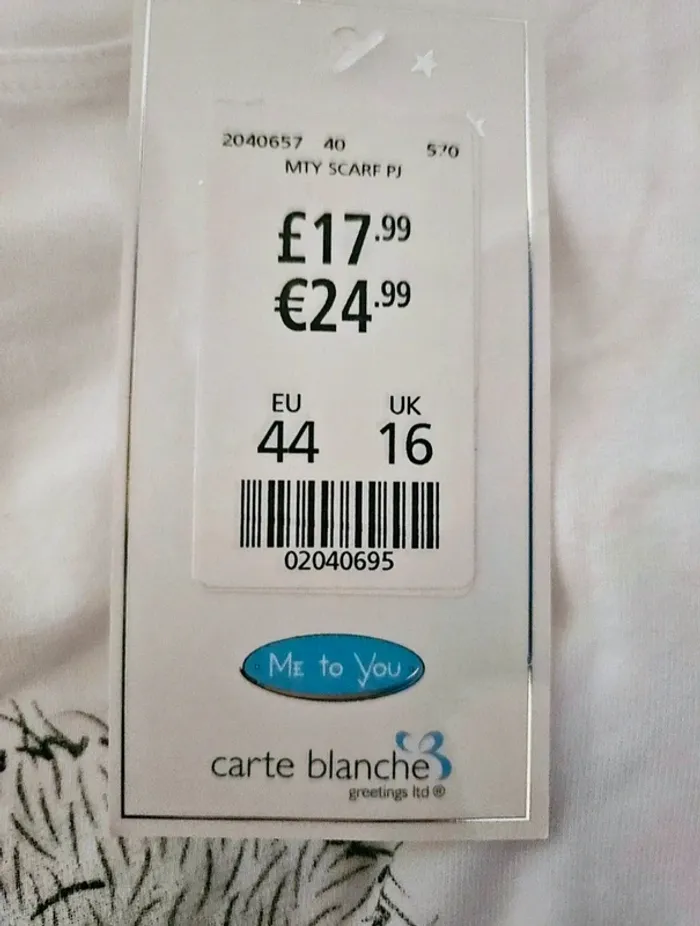 2040657 40 570
MTY SCARF PJ
£17.99
€24.99
EU UK
44 16
02040695
ME to You
carte blanche
greetings ltd ®